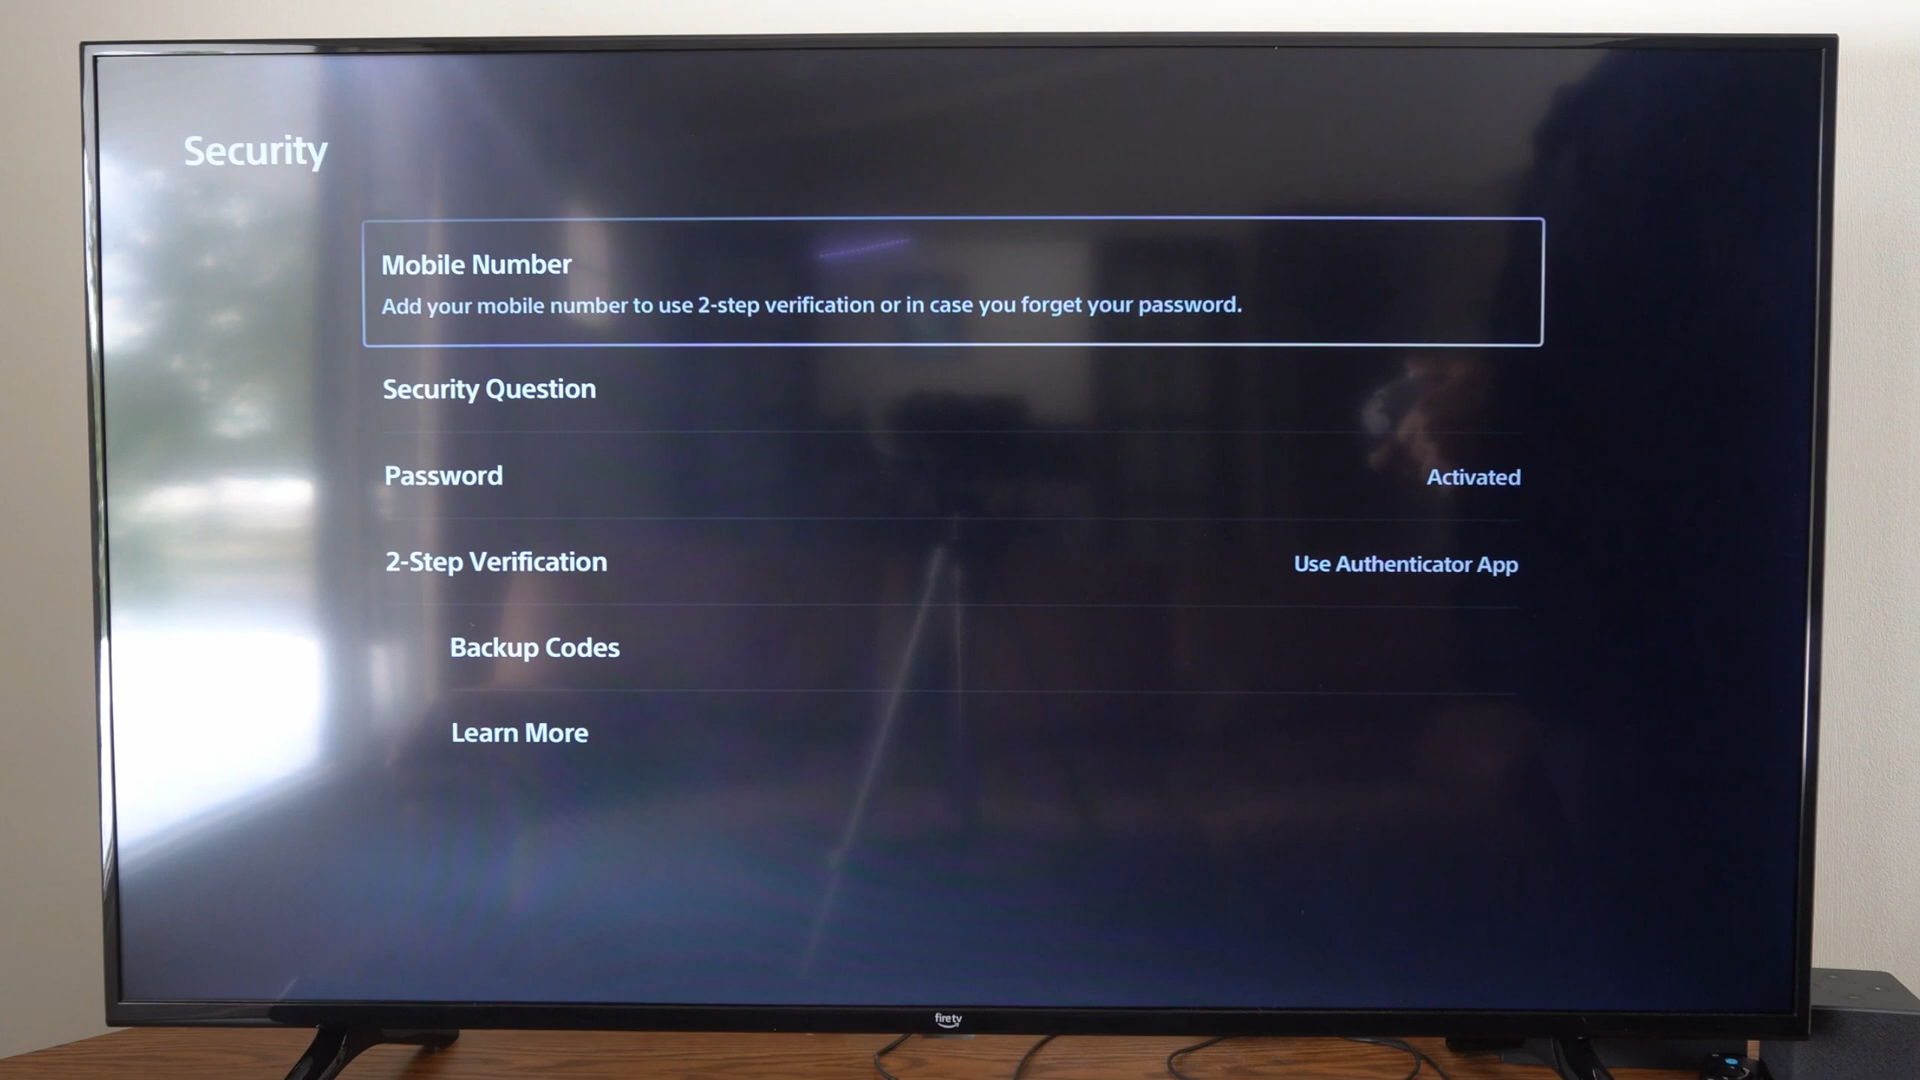 Security
Mobile Number
Add your mobile number to use 2-step verification or in case you forget your password.
Security Question
Password
Activated
2-Step Verification
Use Authenticator App
Backup Codes
Learn More
firetv